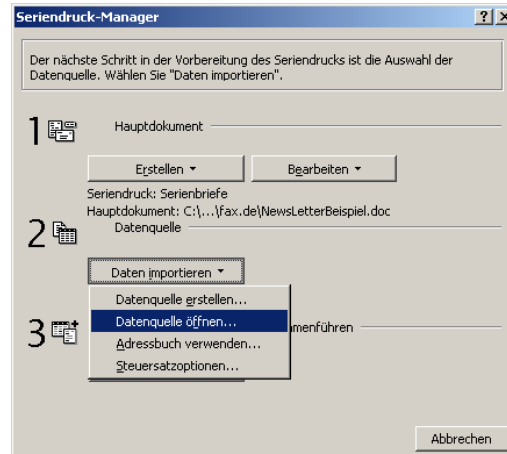 Seriendruck-Manager
Der nächste Schritt in der Vorbereitung des Seriendrucks ist die Auswahl der
Datenquelle. Wählen Sie "Daten importieren".
1
Hauptdokument
Erstellen
Bearbeiten
Seriendruck: Serienbriefe
Hauptdokument: C:\...\fax.de\NewsLetterBeispiel.doc
2
Datenquelle
Daten importieren
Datenquelle erstellen...
Datenquelle öffnen...
Adressbuch verwenden...
Steuersatzoptionen...
3
menführen
Abbrechen